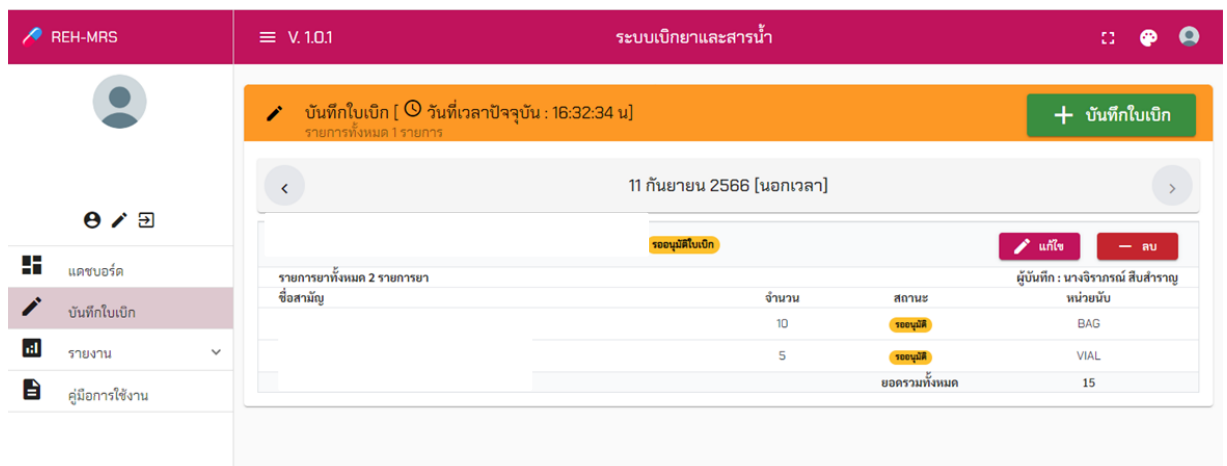 REH-MRS
V. 1.0.1
ระบบเบิกยาและสารน้ำ
บันทึกใบเบิก [ วันที่เวลาปัจจุบัน : 16:32:34 น]
รายการทั้งหมด 1 รายการ
+ บันทึกใบเบิก
11 กันยายน 2566 [นอกเวลา]
รออนุมัติใบเบิก
แก้ไข
ลบ
แดชบอร์ด
บันทึกใบเบิก
รายงาน
คู่มือการใช้งาน
รายการยาทั้งหมด 2 รายการยา
ผู้บันทึก : นางจิราภรณ์ สืบสำราญ
ชื่อสามัญ จำนวน สถานะ หน่วยนับ
10 รออนุมัติ BAG
5 รออนุมัติ VIAL
ยอดรวมทั้งหมด 15